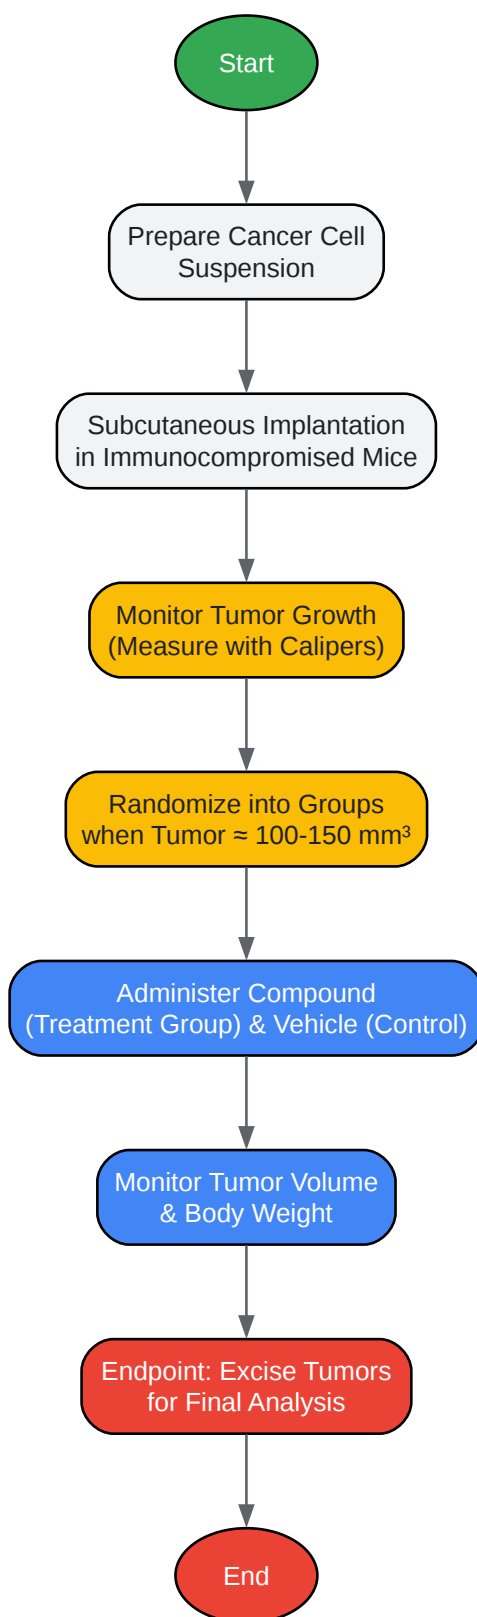 Start
Prepare Cancer Cell
Suspension
Subcutaneous Implantation
in Immunocompromised Mice
Monitor Tumor Growth
(Measure with Calipers)
Randomize into Groups
when Tumor ≈ 100-150 mm³
Administer Compound
(Treatment Group) & Vehicle (Control)
Monitor Tumor Volume
& Body Weight
Endpoint: Excise Tumors
for Final Analysis
End